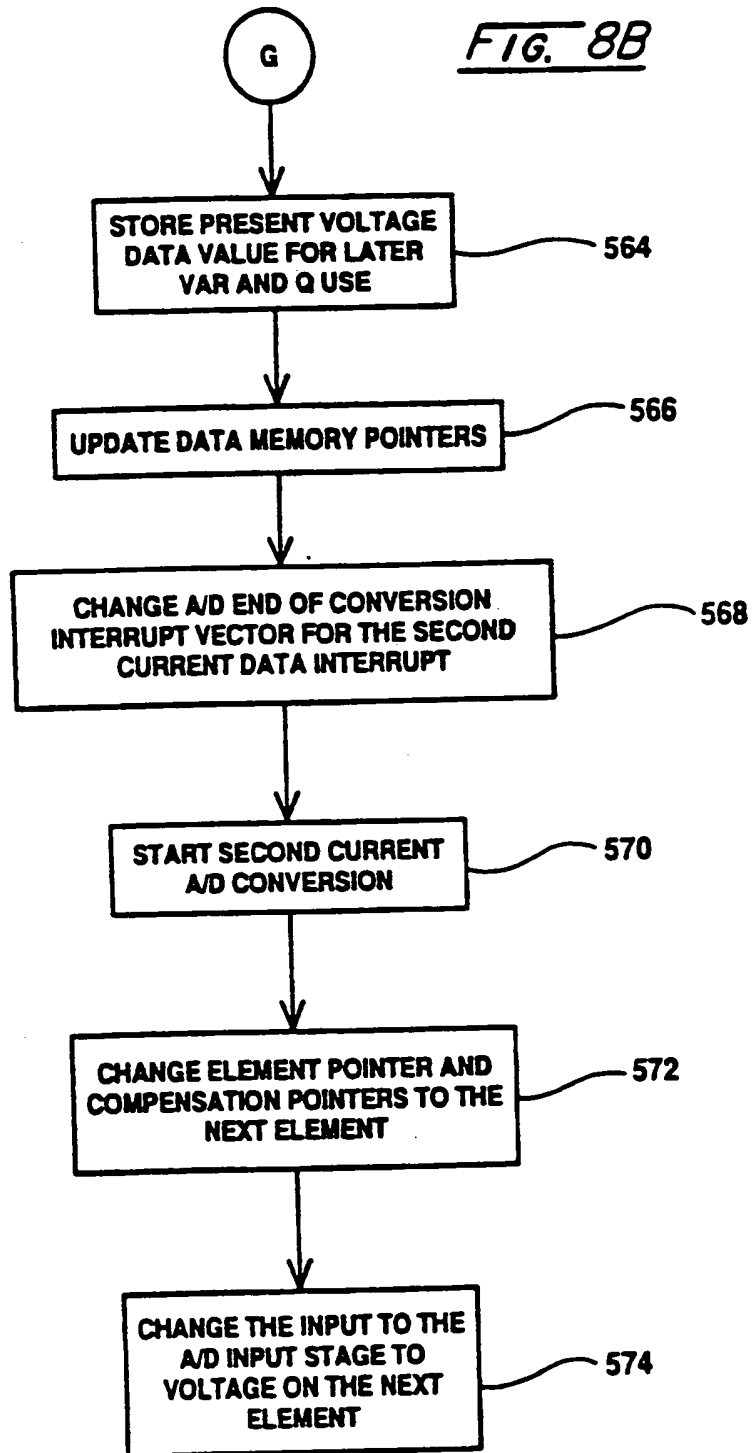 G
FIG. 8B
STORE PRESENT VOLTAGE
DATA VALUE FOR LATER
VAR AND Q USE
564
UPDATE DATA MEMORY POINTERS
566
CHANGE A/D END OF CONVERSION
INTERRUPT VECTOR FOR THE SECOND
CURRENT DATA INTERRUPT
568
START SECOND CURRENT
A/D CONVERSION
570
CHANGE ELEMENT POINTER AND
COMPENSATION POINTERS TO THE
NEXT ELEMENT
572
CHANGE THE INPUT TO THE
A/D INPUT STAGE TO
VOLTAGE ON THE NEXT
ELEMENT
574